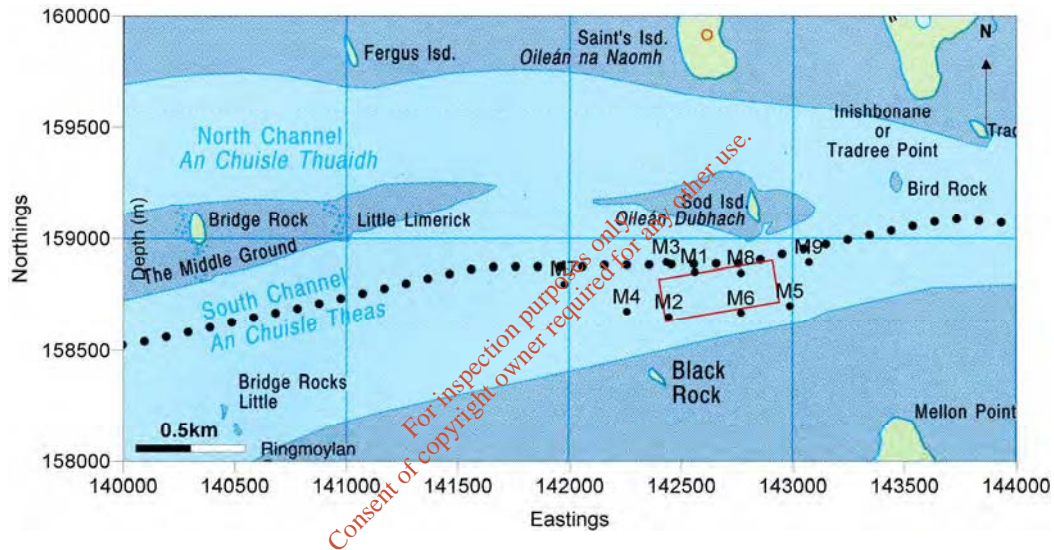 160000
159500
159000
158500
158000
Northings
Depth (m)
Fergus Isd.
Saint's Isd.
Oileán na Naomh
N
North Channel
An Chuisle Thuaidh
Inishbonane
or
Tradree Point
Trad
Bird Rock
Bridge Rock
Little Limerick
Sod Isd.
Oileán Dubhach
The Middle Ground
South Channel
An Chuisle Theas
M7
M3
M1
M8
M9
M4
M2
M6
M5
Black
Rock
Bridge Rocks
Little
Mellon Point
0.5km
Ringmoylan
140000 140500 141000 141500 142000 142500 143000 143500 144000
Eastings
For inspection purposes only.
Consent of copyright owner required for any other use.